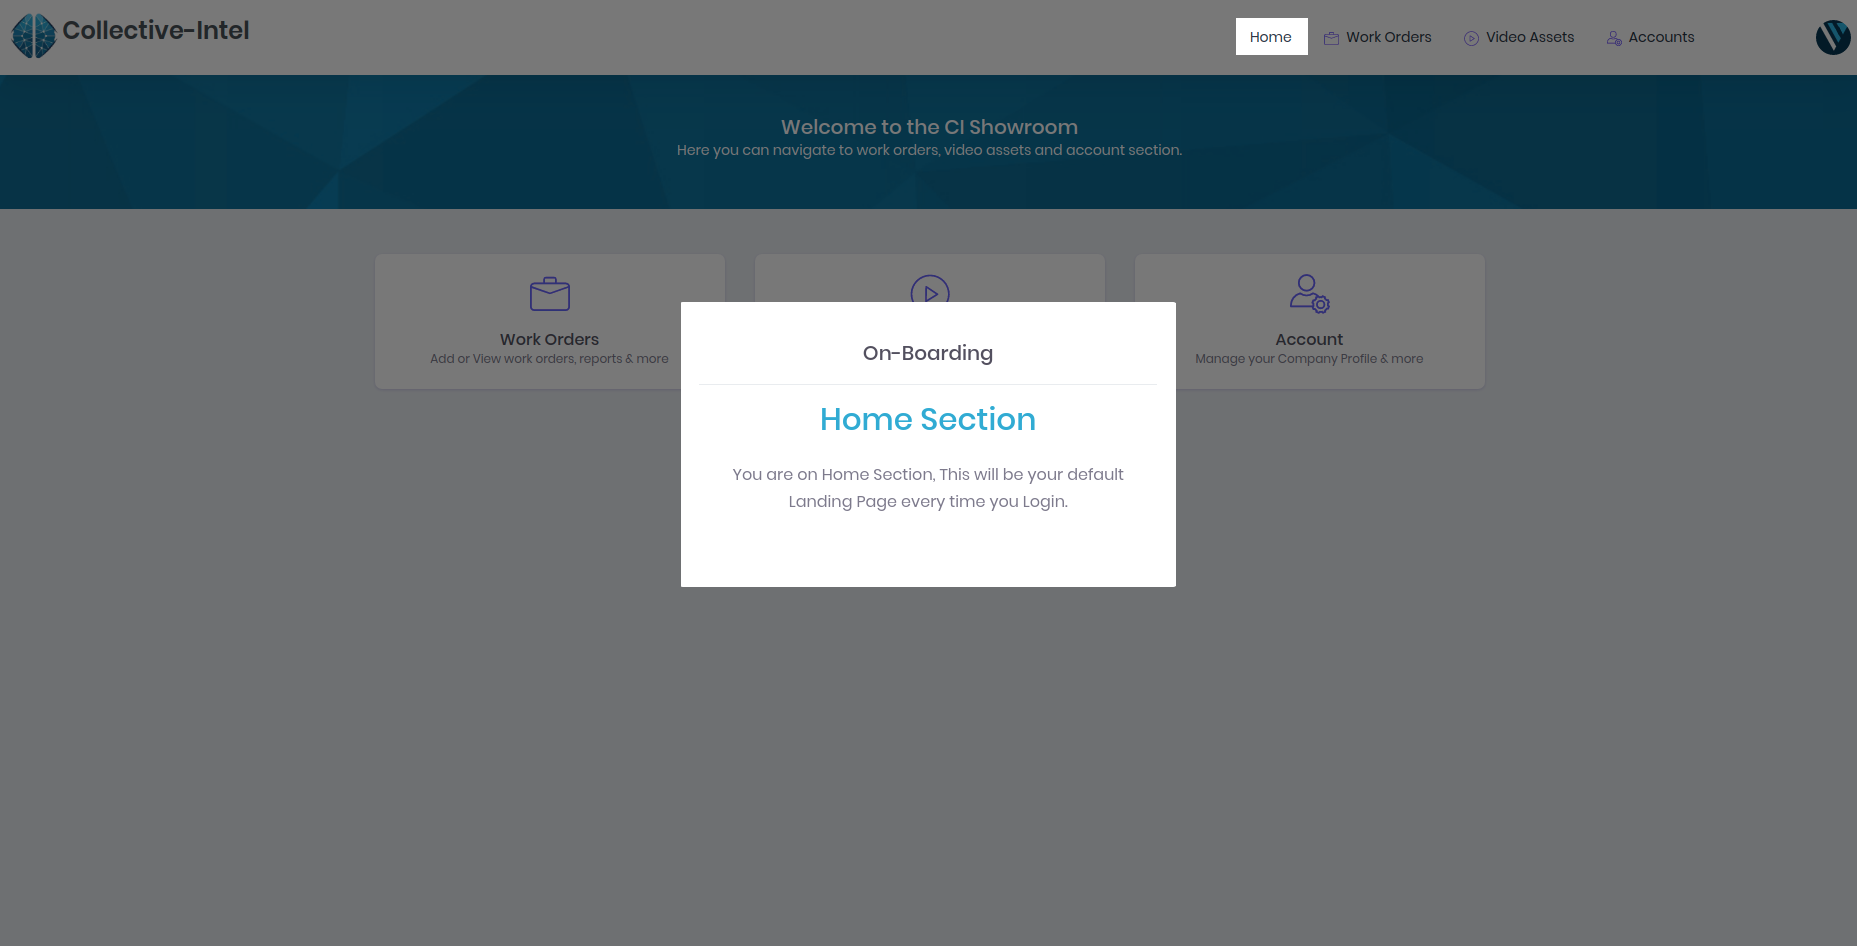 Collective-Intel
Home
Work Orders
Video Assets
Accounts
Welcome to the CI Showroom
Here you can navigate to work orders, video assets and account section.
Work Orders
Add or View work orders, reports & more
Account
Manage your Company Profile & more
On-Boarding
Home Section
You are on Home Section, This will be your default
Landing Page every time you Login.